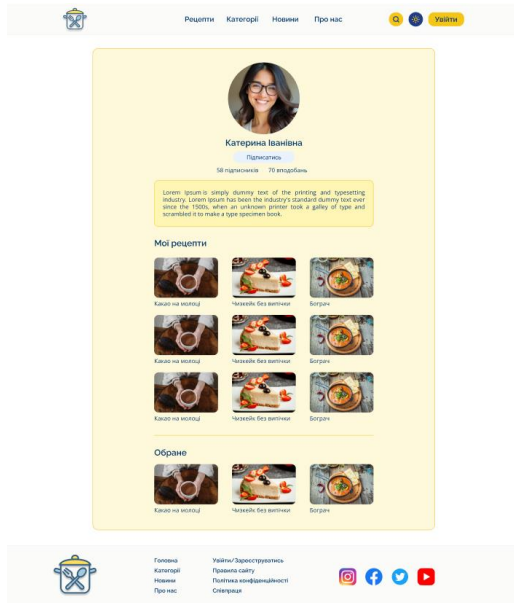 Рецепти Категорії Новини Про нас Увійти
Катерина Іванівна
Підписатись
58 підписників 70 вподобань
Lorem Ipsum is simply dummy text of the printing and typesetting
industry. Lorem Ipsum has been the industry's standard dummy text ever
since the 1500s, when an unknown printer took a galley of type and
scrambled it to make a type specimen book.
Мої рецепти
Какао на молоці Чизкейк без випічки Бограч
Какао на молоці Чизкейк без випічки Бограч
Какао на молоці Чизкейк без випічки Бограч
Обране
Какао на молоці Чизкейк без випічки Бограч
Головна Увійти/Зареєструватись
Категорії Правила сайту
Новини Політика конфіденційності
Про нас Співпраця